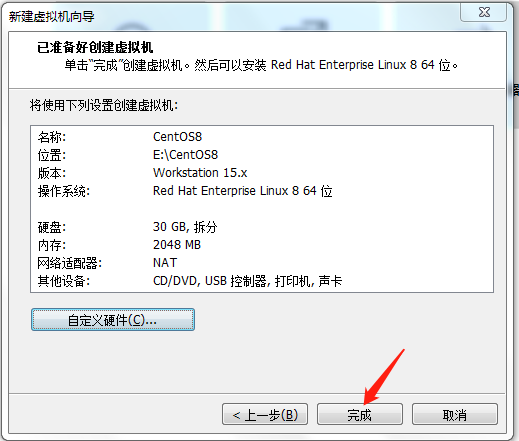 新建虚拟机向导
已准备好创建虚拟机
单击“完成”创建虚拟机。然后可以安装 Red Hat Enterprise Linux 8 64 位。
将使用下列设置创建虚拟机:
名称: CentOS8
位置: E:\CentOS8
版本: Workstation 15.x
操作系统: Red Hat Enterprise Linux 8 64 位
硬盘: 30 GB, 拆分
内存: 2048 MB
网络适配器: NAT
其他设备: CD/DVD, USB 控制器, 打印机, 声卡
自定义硬件(C)...
< 上一步(B) 完成 取消